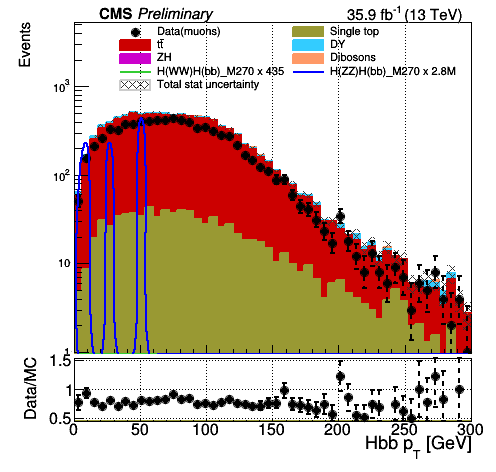 CMS Preliminary 35.9 fb⁻¹ (13 TeV)
Data(muons) Single top
tt̄ DY
ZH Dibosons
H(WW)H(bb)_M270 x 435 H(ZZ)H(bb)_M270 x 2.8M
Total stat uncertainty
Events
10³
10²
10
1
Data/MC
1.5
1
0.5
0 50 100 150 200 250 300
Hbb p_T [GeV]